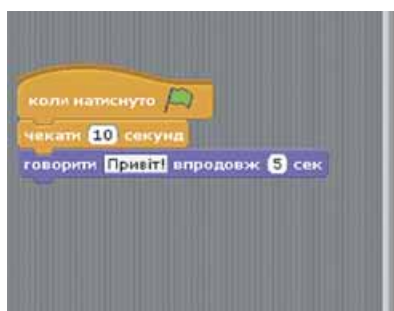 коли натиснуто
чекати 10 секунд
говорити Привіт! впродовж 5 сек